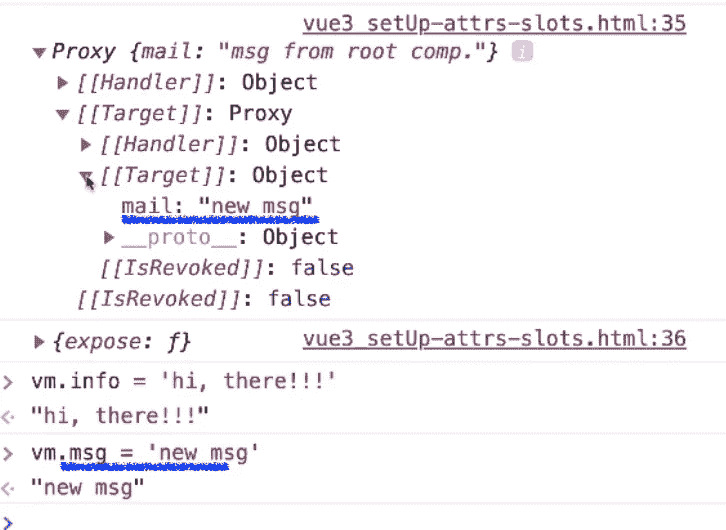 vue3_setUp-attrs-slots.html:35
▼Proxy {mail: "msg from root comp."} i
▶[[Handler]]: Object
▼[[Target]]: Proxy
▶[[Handler]]: Object
▼[[Target]]: Object
mail: "new msg"
▶__proto__: Object
[[IsRevoked]]: false
[[IsRevoked]]: false
▶{expose: ƒ} vue3_setUp-attrs-slots.html:36
> vm.info = 'hi, there!!!'
<· "hi, there!!!"
> vm.msg = 'new msg'
<· "new msg"
>